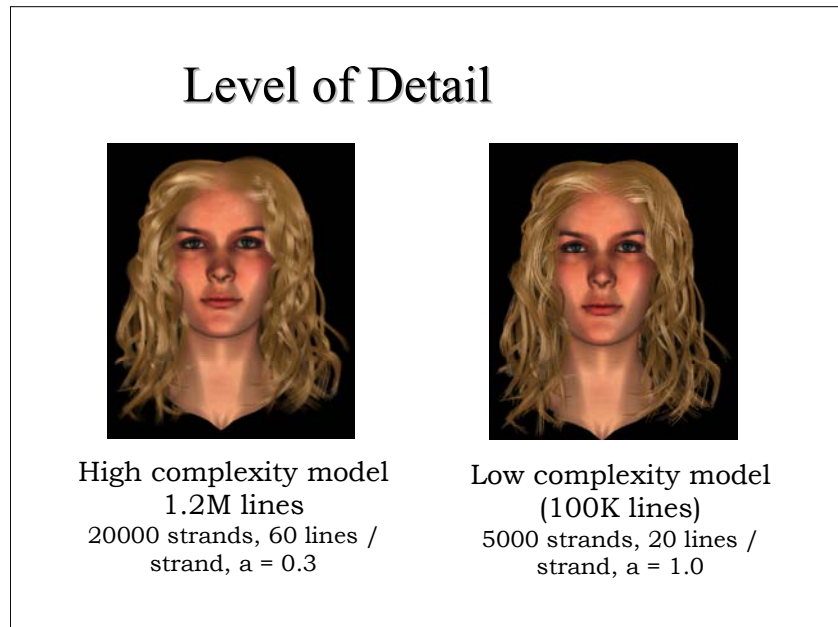 Level of Detail
High complexity model
1.2M lines
20000 strands, 60 lines /
strand, a = 0.3
Low complexity model
(100K lines)
5000 strands, 20 lines /
strand, a = 1.0